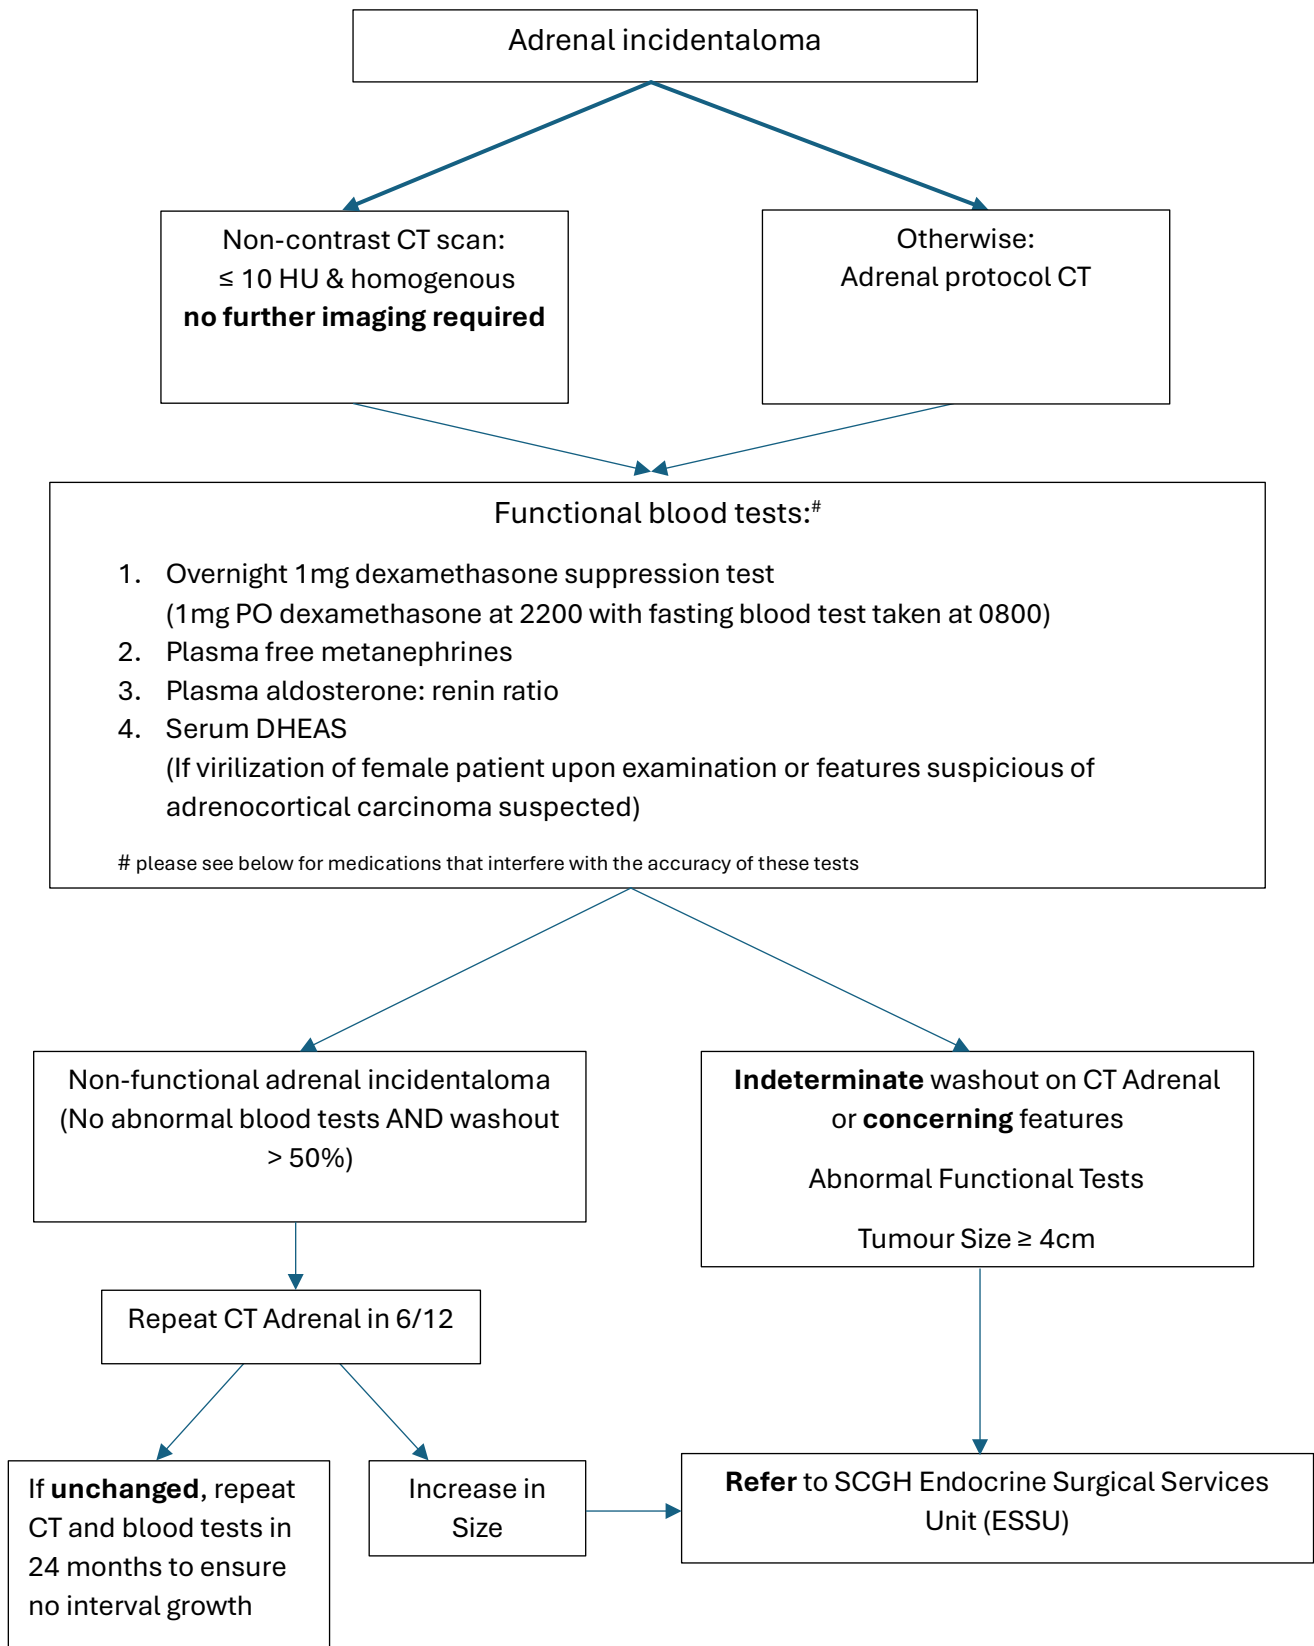 Adrenal incidentaloma
Non-contrast CT scan:
≤ 10 HU & homogenous
no further imaging required
Otherwise:
Adrenal protocol CT
Functional blood tests:#
1. Overnight 1mg dexamethasone suppression test
(1mg PO dexamethasone at 2200 with fasting blood test taken at 0800)
2. Plasma free metanephrines
3. Plasma aldosterone: renin ratio
4. Serum DHEAS
(If virilization of female patient upon examination or features suspicious of
adrenocortical carcinoma suspected)
# please see below for medications that interfere with the accuracy of these tests
Non-functional adrenal incidentaloma
(No abnormal blood tests AND washout
> 50%)
Indeterminate washout on CT Adrenal
or concerning features
Abnormal Functional Tests
Tumour Size ≥ 4cm
Repeat CT Adrenal in 6/12
If unchanged, repeat
CT and blood tests in
24 months to ensure
no interval growth
Increase in
Size
Refer to SCGH Endocrine Surgical Services
Unit (ESSU)